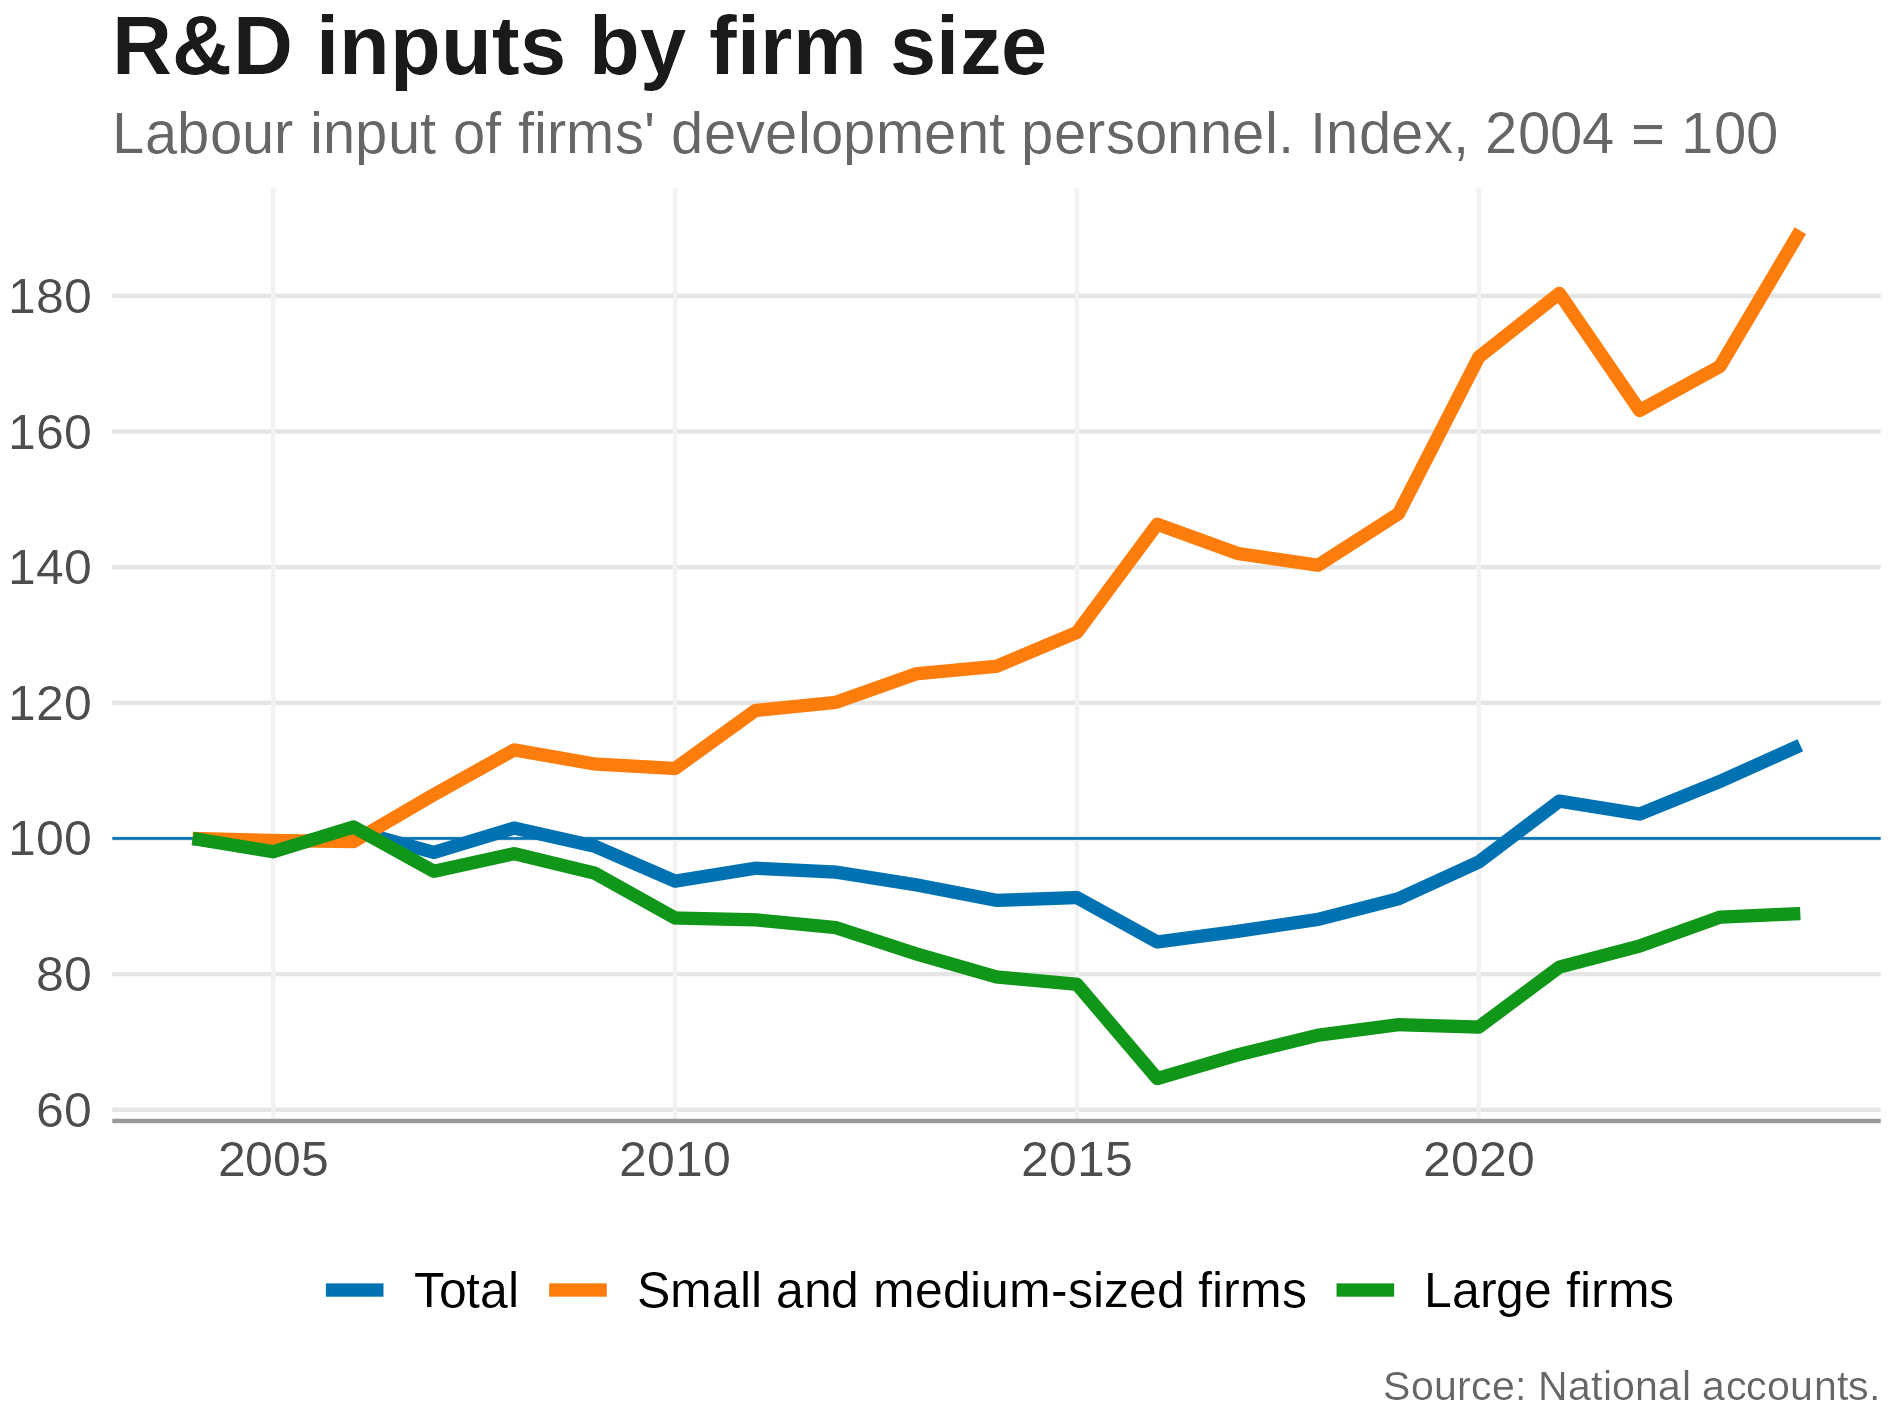 R&D inputs by firm size
Labour input of firms' development personnel. Index, 2004 = 100
180
160
140
120
100
80
60
2005 2010 2015 2020
Total Small and medium-sized firms Large firms
Source: National accounts.